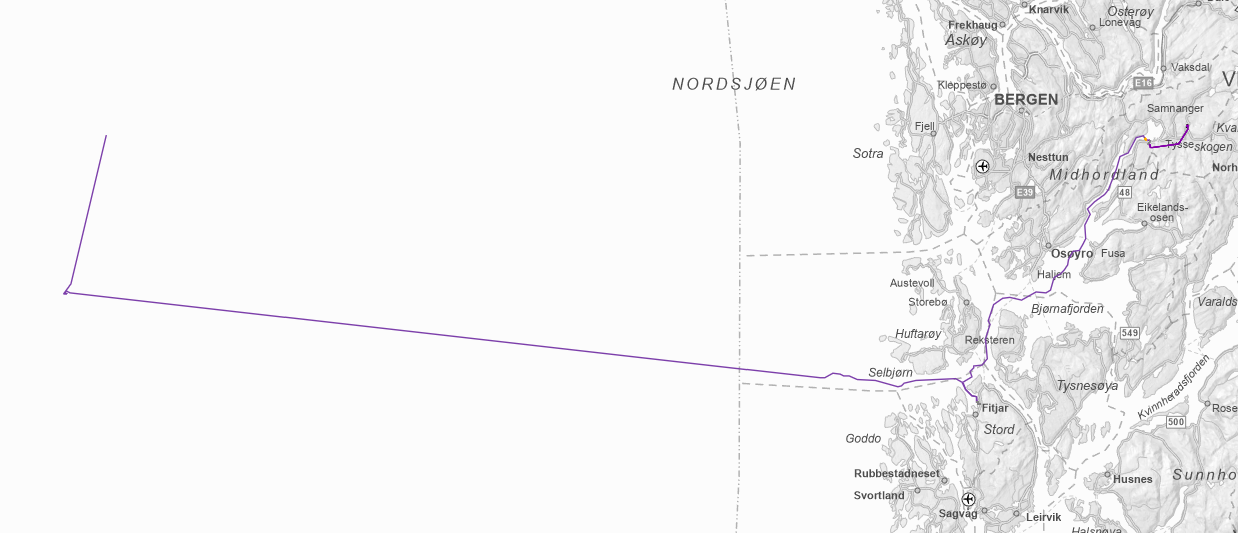 Knarvik
Osterøy
Frekhaug
Lonevåg
Askøy
NORDSJØEN
Vaksdal
Kleppestø
E16
BERGEN
Samnanger
Fjell
Kva
Tysse
skogen
Sotra
Nesttun
Midhordland
Norh
E39
48
Eikelands-
osen
Osøyro
Fusa
Haljem
Austevoll
Storebø
Varalds
Bjørnafjorden
Huftarøy
549
Reksteren
Selbjørn
Kvinnheradsfjorden
Tysnesøya
Fitjar
Rose
500
Stord
Goddo
Rubbestadneset
Husnes
Sunnho
Svortland
Sagvåg
Leirvik
Halsnøya